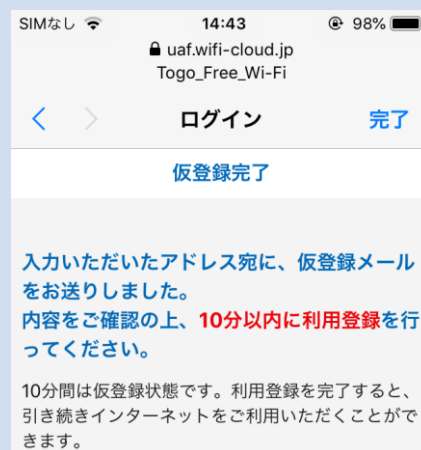 SIMなし 14:43 98%
uaf.wifi-cloud.jp
Togo_Free_Wi-Fi
ログイン 完了
仮登録完了
入力いただいたアドレス宛に、仮登録メール
をお送りしました。
内容をご確認の上、10分以内に利用登録を行
ってください。
10分間は仮登録状態です。利用登録を完了すると、
引き続きインターネットをご利用いただくことがで
きます。